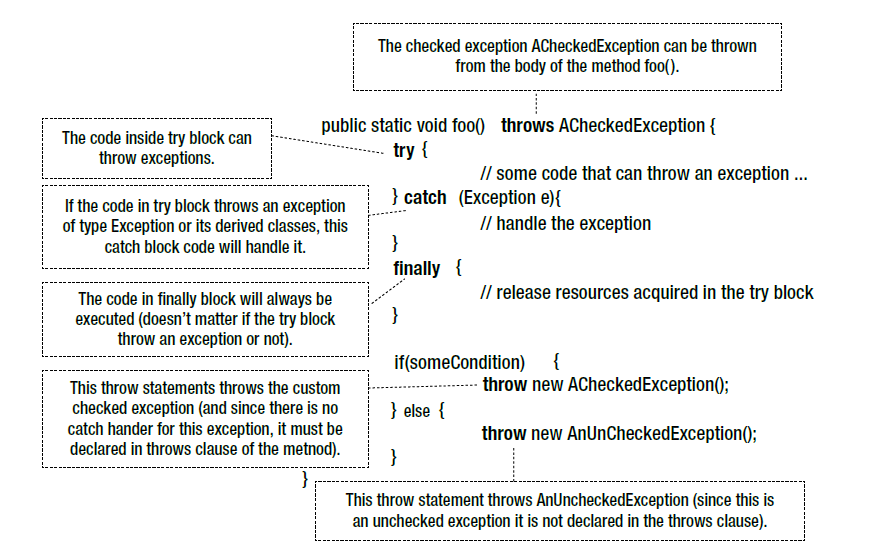 The checked exception ACheckedException can be thrown
from the body of the method foo().
public static void foo() throws ACheckedException {
The code inside try block can
throw exceptions.
try {
// some code that can throw an exception ...
If the code in try block throws an exception
of type Exception or its derived classes, this
catch block code will handle it.
} catch (Exception e){
// handle the exception
}
finally {
The code in finally block will always be
executed (doesn't matter if the try block
throw an exception or not).
// release resources acquired in the try block
}
if(someCondition) {
This throw statements throws the custom
checked exception (and since there is no
catch hander for this exception, it must be
declared in throws clause of the metnod).
throw new ACheckedException();
} else {
throw new AnUnCheckedException();
}
}
This throw statement throws AnUncheckedException (since this is
an unchecked exception it is not declared in the throws clause).